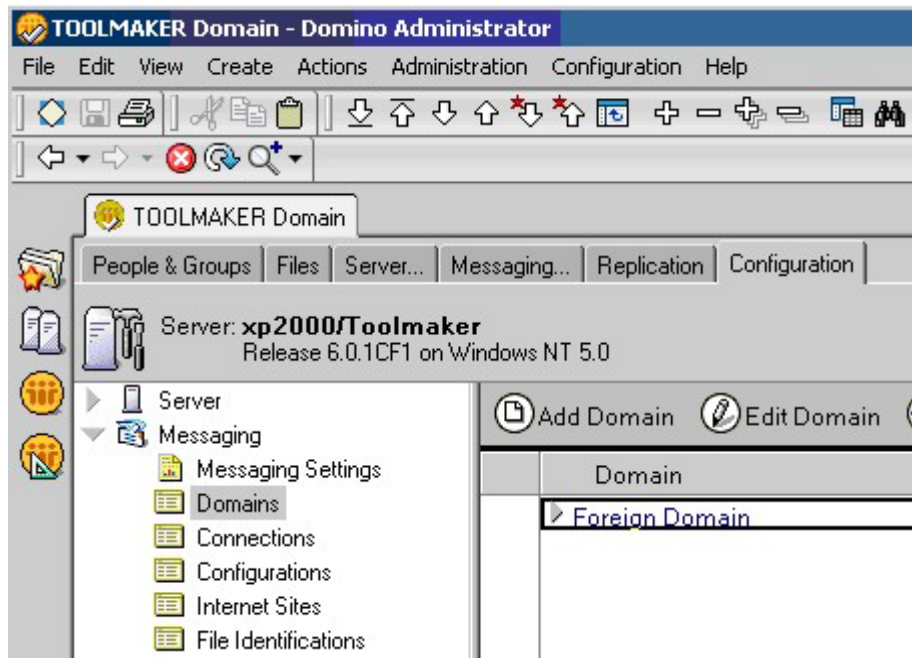 TOOLMAKER Domain - Domino Administrator
File Edit View Create Actions Administration Configuration Help
TOOLMAKER Domain
People & Groups Files Server... Messaging... Replication Configuration
Server: xp2000/Toolmaker
Release 6.0.1CF1 on Windows NT 5.0
Server
Messaging
Messaging Settings
Domains
Connections
Configurations
Internet Sites
File Identifications
Add Domain Edit Domain
Domain
Foreign Domain